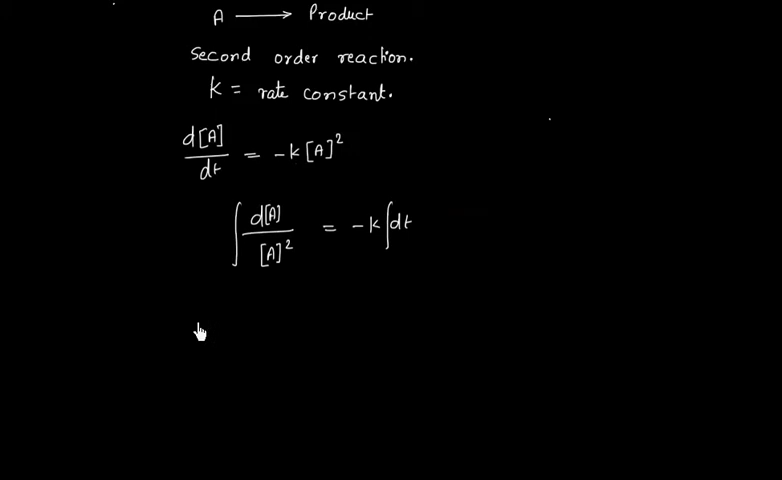 A ⟶ Product
Second order reaction.
K = rate constant.
d[A]/dt = -k[A]²
∫ d[A]/[A]² = -k∫dt